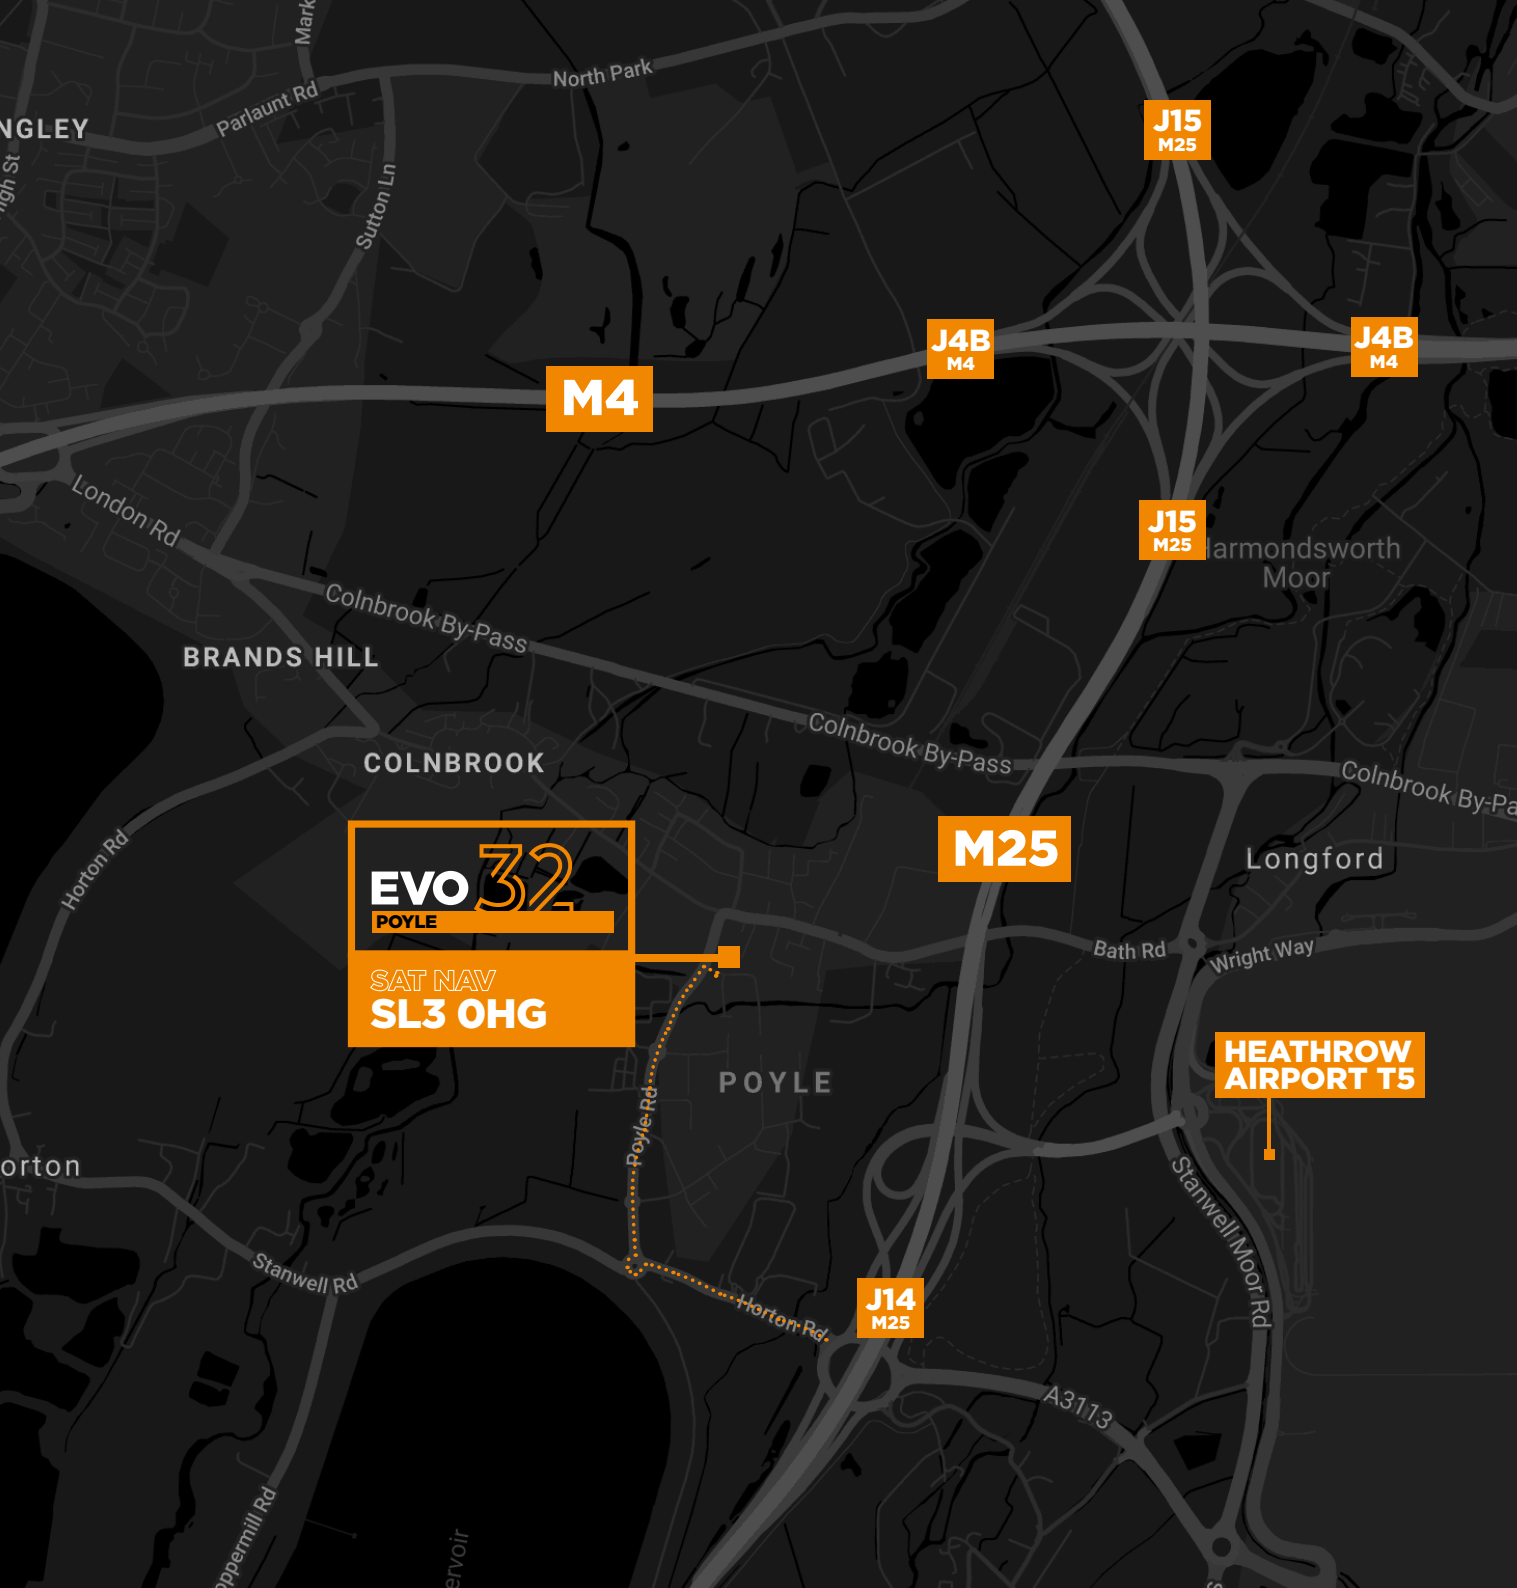 Mark
North Park
Parlaunt Rd
NGLEY
J15
M25
gh St
Sutton Ln
J4B
M4
J4B
M4
M4
London Rd
J15
M25
armondsworth
Moor
Colnbrook By-Pass
BRANDS HILL
Colnbrook By-Pass
COLNBROOK
Colnbrook By-Pa
M25
Longford
Horton Rd
EVO 32
POYLE
SAT NAV
SL3 0HG
Bath Rd
Wright Way
HEATHROW
AIRPORT T5
POYLE
Poyle Rd
orton
Stanwell Moor Rd
Stanwell Rd
J14
M25
Horton Rd
A3113
oppermill Rd
ervoir